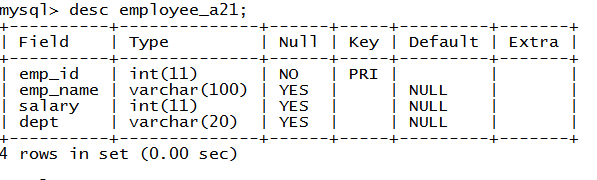 mysql> desc employee_a21;
+----------+--------------+------+-----+---------+-------+
| Field    | Type         | Null | Key | Default | Extra |
+----------+--------------+------+-----+---------+-------+
| emp_id   | int(11)      | NO   | PRI |         |       |
| emp_name | varchar(100) | YES  |     | NULL    |       |
| salary   | int(11)      | YES  |     | NULL    |       |
| dept     | varchar(20)  | YES  |     | NULL    |       |
+----------+--------------+------+-----+---------+-------+
4 rows in set (0.00 sec)